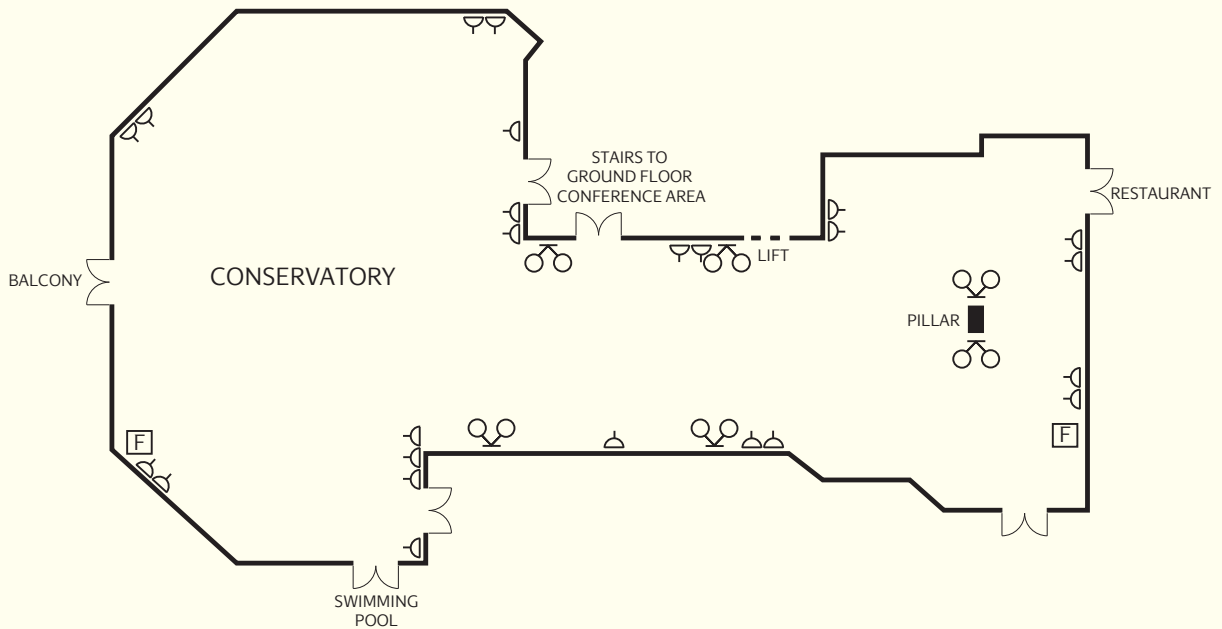 STAIRS TO
GROUND FLOOR
CONFERENCE AREA
RESTAURANT
LIFT
BALCONY
CONSERVATORY
PILLAR
F
F
SWIMMING
POOL